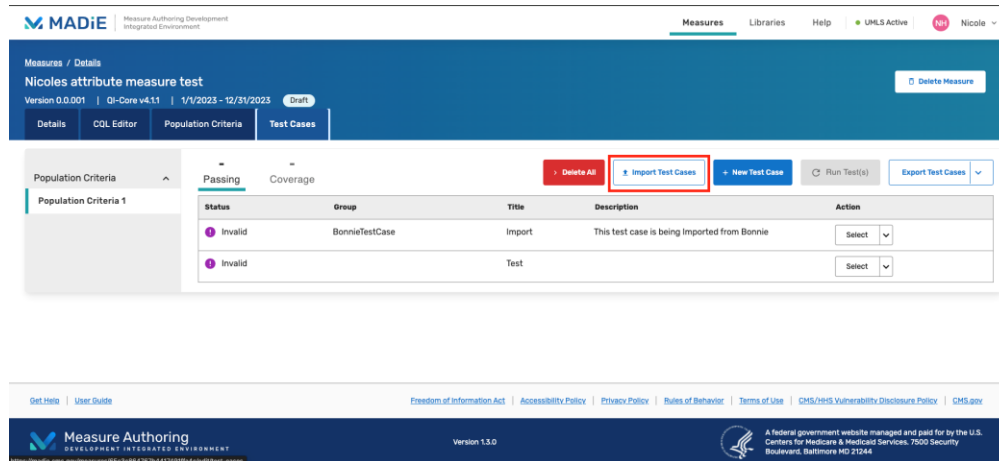 MADiE Measure Authoring Development
Integrated Environment
Measures Libraries Help UMLS Active NH Nicole
Measures / Details
Nicoles attribute measure test
Delete Measure
Version 0.0.001 | QI-Core v4.1.1 | 1/1/2023 - 12/31/2023 Draft
Details CQL Editor Population Criteria Test Cases
Population Criteria
Population Criteria 1
- -
Passing Coverage
Delete All Import Test Cases + New Test Case Run Test(s) Export Test Cases
Status Group Title Description Action
Invalid BonnieTestCase Import This test case is being Imported from Bonnie Select
Invalid Test Select
Get Help | User Guide Freedom of Information Act | Accessibility Policy | Privacy Policy | Rules of Behavior | Terms of Use | CMS/HHS Vulnerability Disclosure Policy | CMS.gov
Measure Authoring
DEVELOPMENT INTEGRATED ENVIRONMENT
Version 1.3.0
A federal government website managed and paid for by the U.S.
Centers for Medicare & Medicaid Services. 7500 Security
Boulevard, Baltimore MD 21244